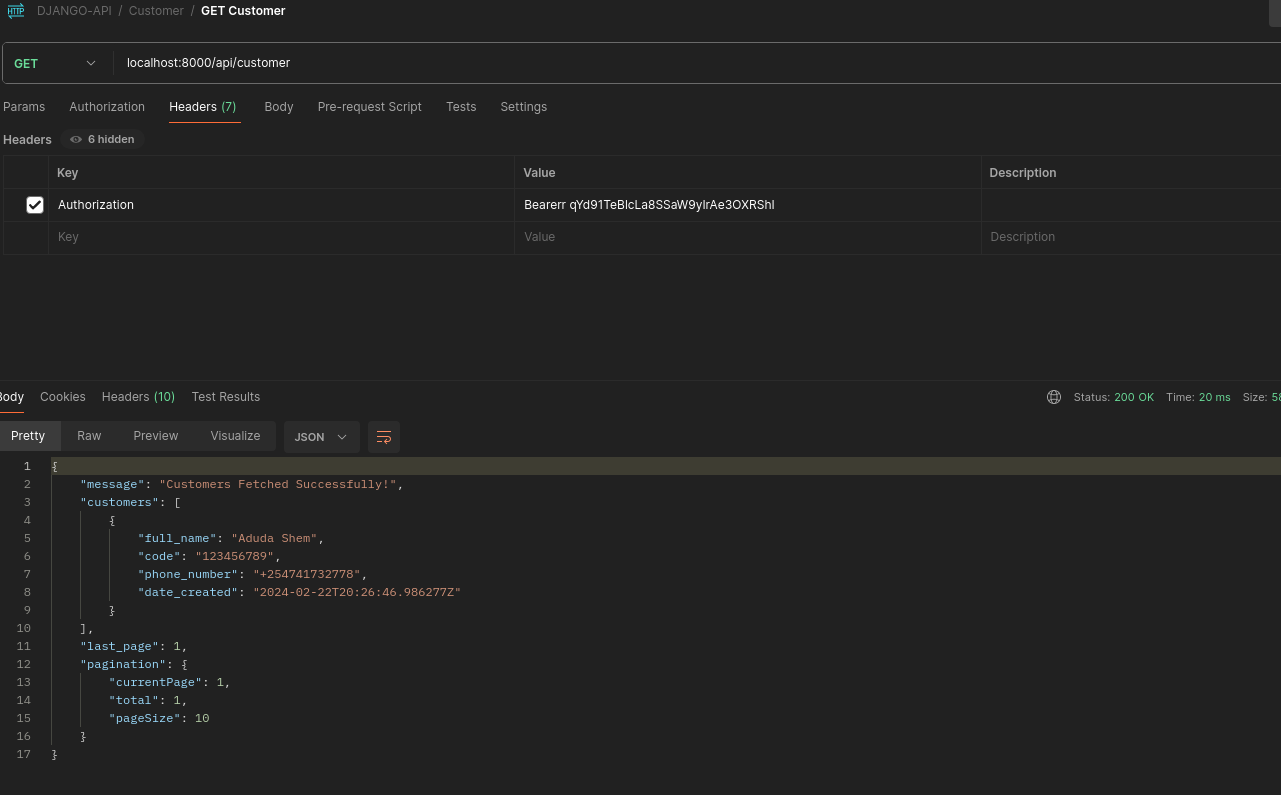 HTTP DJANGO-API / Customer / GET Customer
GET localhost:8000/api/customer
Params Authorization Headers (7) Body Pre-request Script Tests Settings
Headers 6 hidden
Key Value Description
Authorization Bearerr qYd91TeBlcLa8SSaW9ylrAe3OXRShI
Key Value Description
Body Cookies Headers (10) Test Results Status: 200 OK Time: 20 ms Size: 58
Pretty Raw Preview Visualize JSON
1 {
2 "message": "Customers Fetched Successfully!",
3 "customers": [
4 {
5 "full_name": "Aduda Shem",
6 "code": "123456789",
7 "phone_number": "+254741732778",
8 "date_created": "2024-02-22T20:26:46.986277Z"
9 }
10 ],
11 "last_page": 1,
12 "pagination": {
13 "currentPage": 1,
14 "total": 1,
15 "pageSize": 10
16 }
17 }